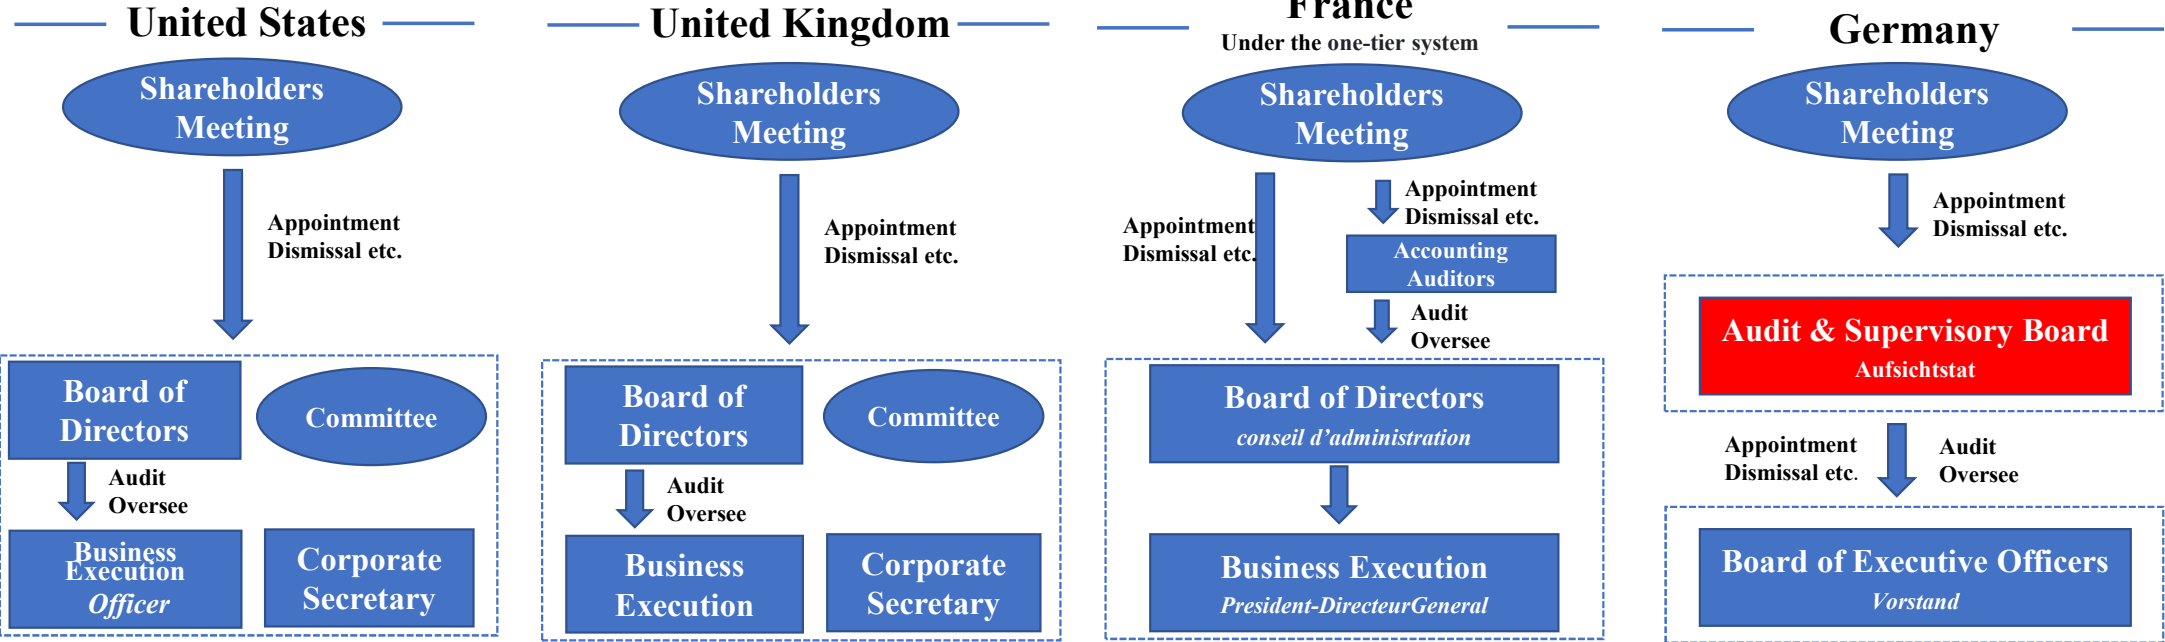 United States
Shareholders
Meeting
Appointment
Dismissal etc.
Board of
Directors
Committee
Audit
Oversee
Business
Execution
Officer
Corporate
Secretary
United Kingdom
Shareholders
Meeting
Appointment
Dismissal etc.
Board of
Directors
Committee
Audit
Oversee
Business
Execution
Corporate
Secretary
France
Under the one-tier system
Shareholders
Meeting
Appointment
Dismissal etc.
Appointment
Dismissal etc.
Accounting
Auditors
Audit
Oversee
Board of Directors
conseil d’administration
Business Execution
President-DirecteurGeneral
Germany
Shareholders
Meeting
Appointment
Dismissal etc.
Audit & Supervisory Board
Aufsichtstat
Appointment
Dismissal etc.
Audit
Oversee
Board of Executive Officers
Vorstand